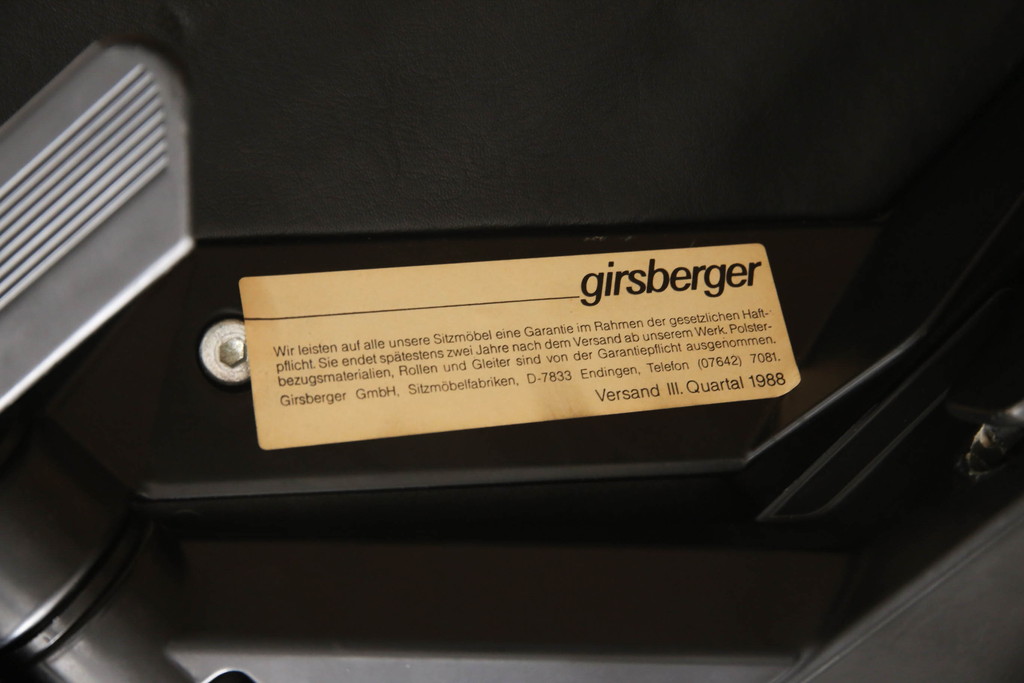 girsberger
Wir leisten auf alle unsere Sitzmöbel eine Garantie im Rahmen der gesetzlichen Haft-
pflicht. Sie endet spätestens zwei Jahre nach dem Versand ab unserem Werk. Polster-
bezugsmaterialien, Rollen und Gleiter sind von der Garantiepflicht ausgenommen.
Girsberger GmbH, Sitzmöbelfabriken, D-7833 Endingen, Telefon (07642) 7081.
Versand III. Quartal 1988